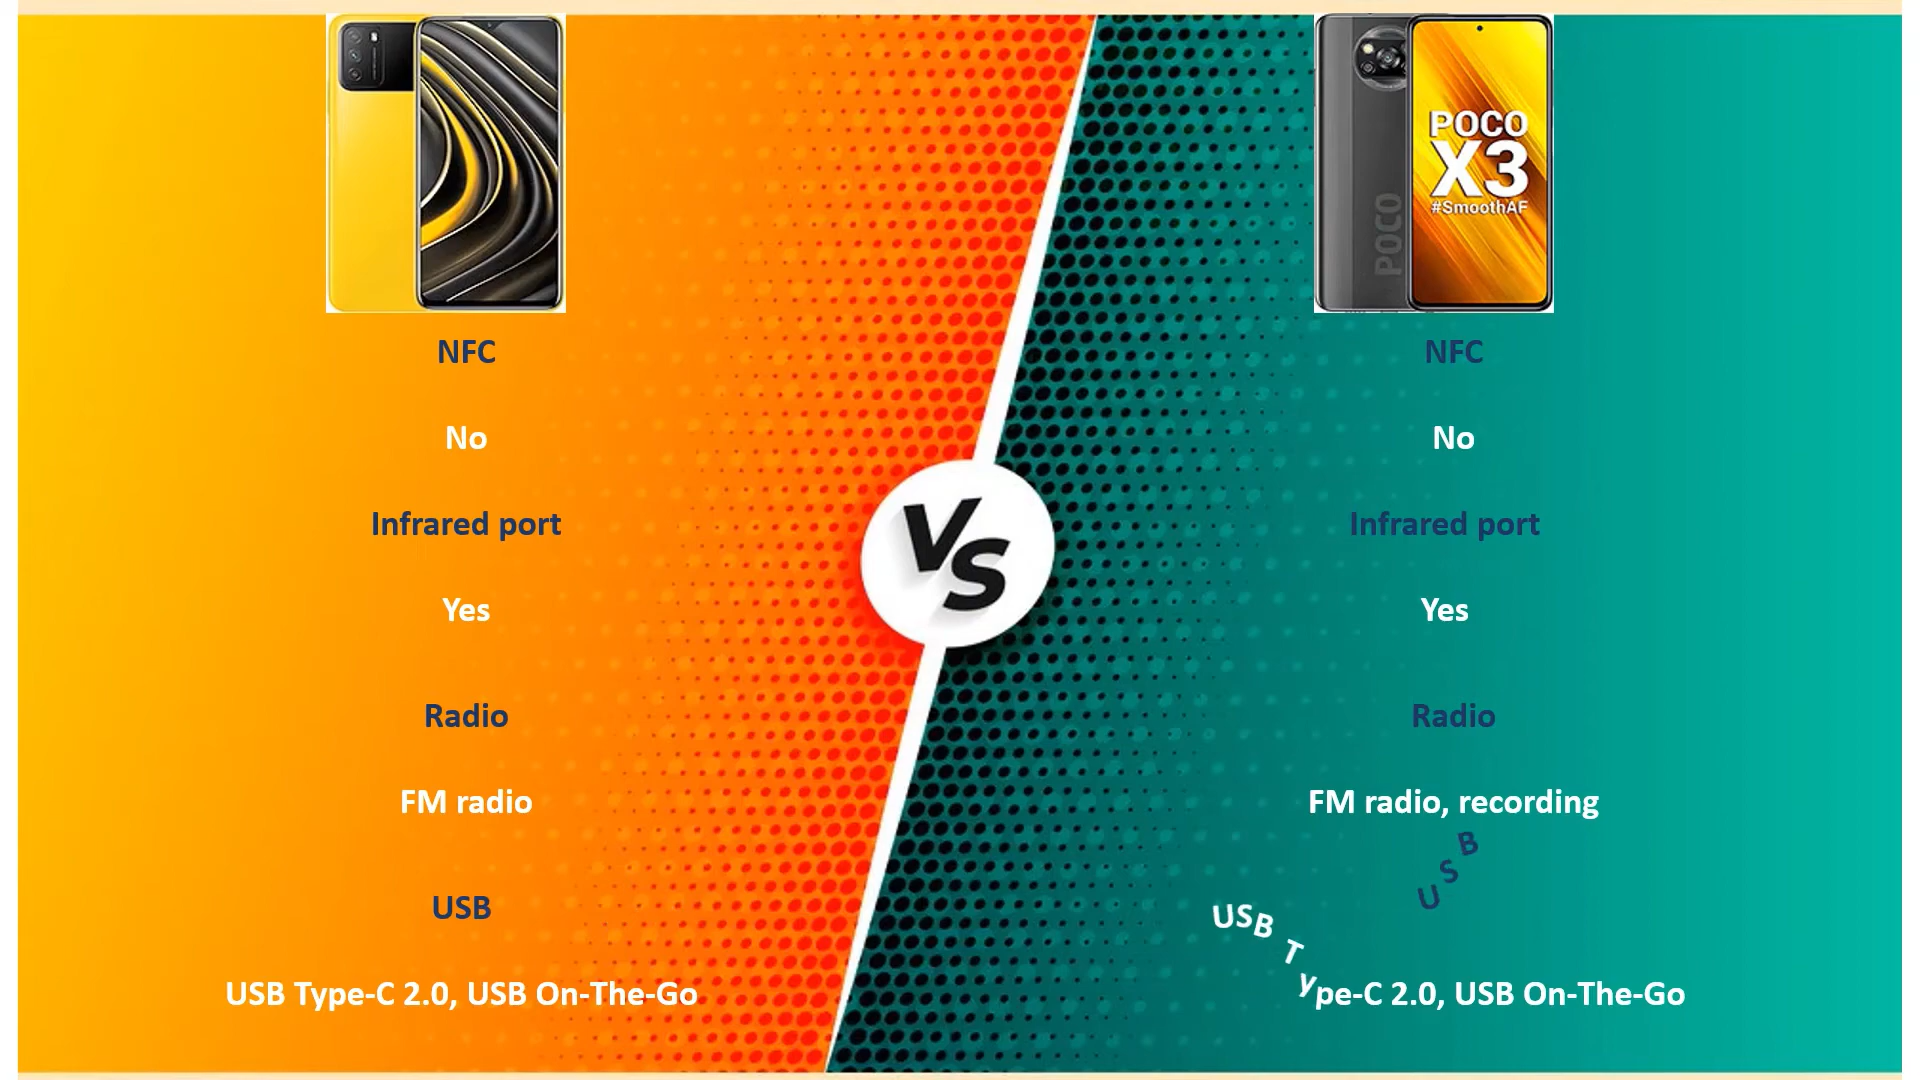 POCO
X3
#SmoothAF
POCO
NFC
No
Infrared port
Yes
Radio
FM radio
USB
USB Type-C 2.0, USB On-The-Go
VS
NFC
No
Infrared port
Yes
Radio
FM radio, recording
USB
USB Type-C 2.0, USB On-The-Go